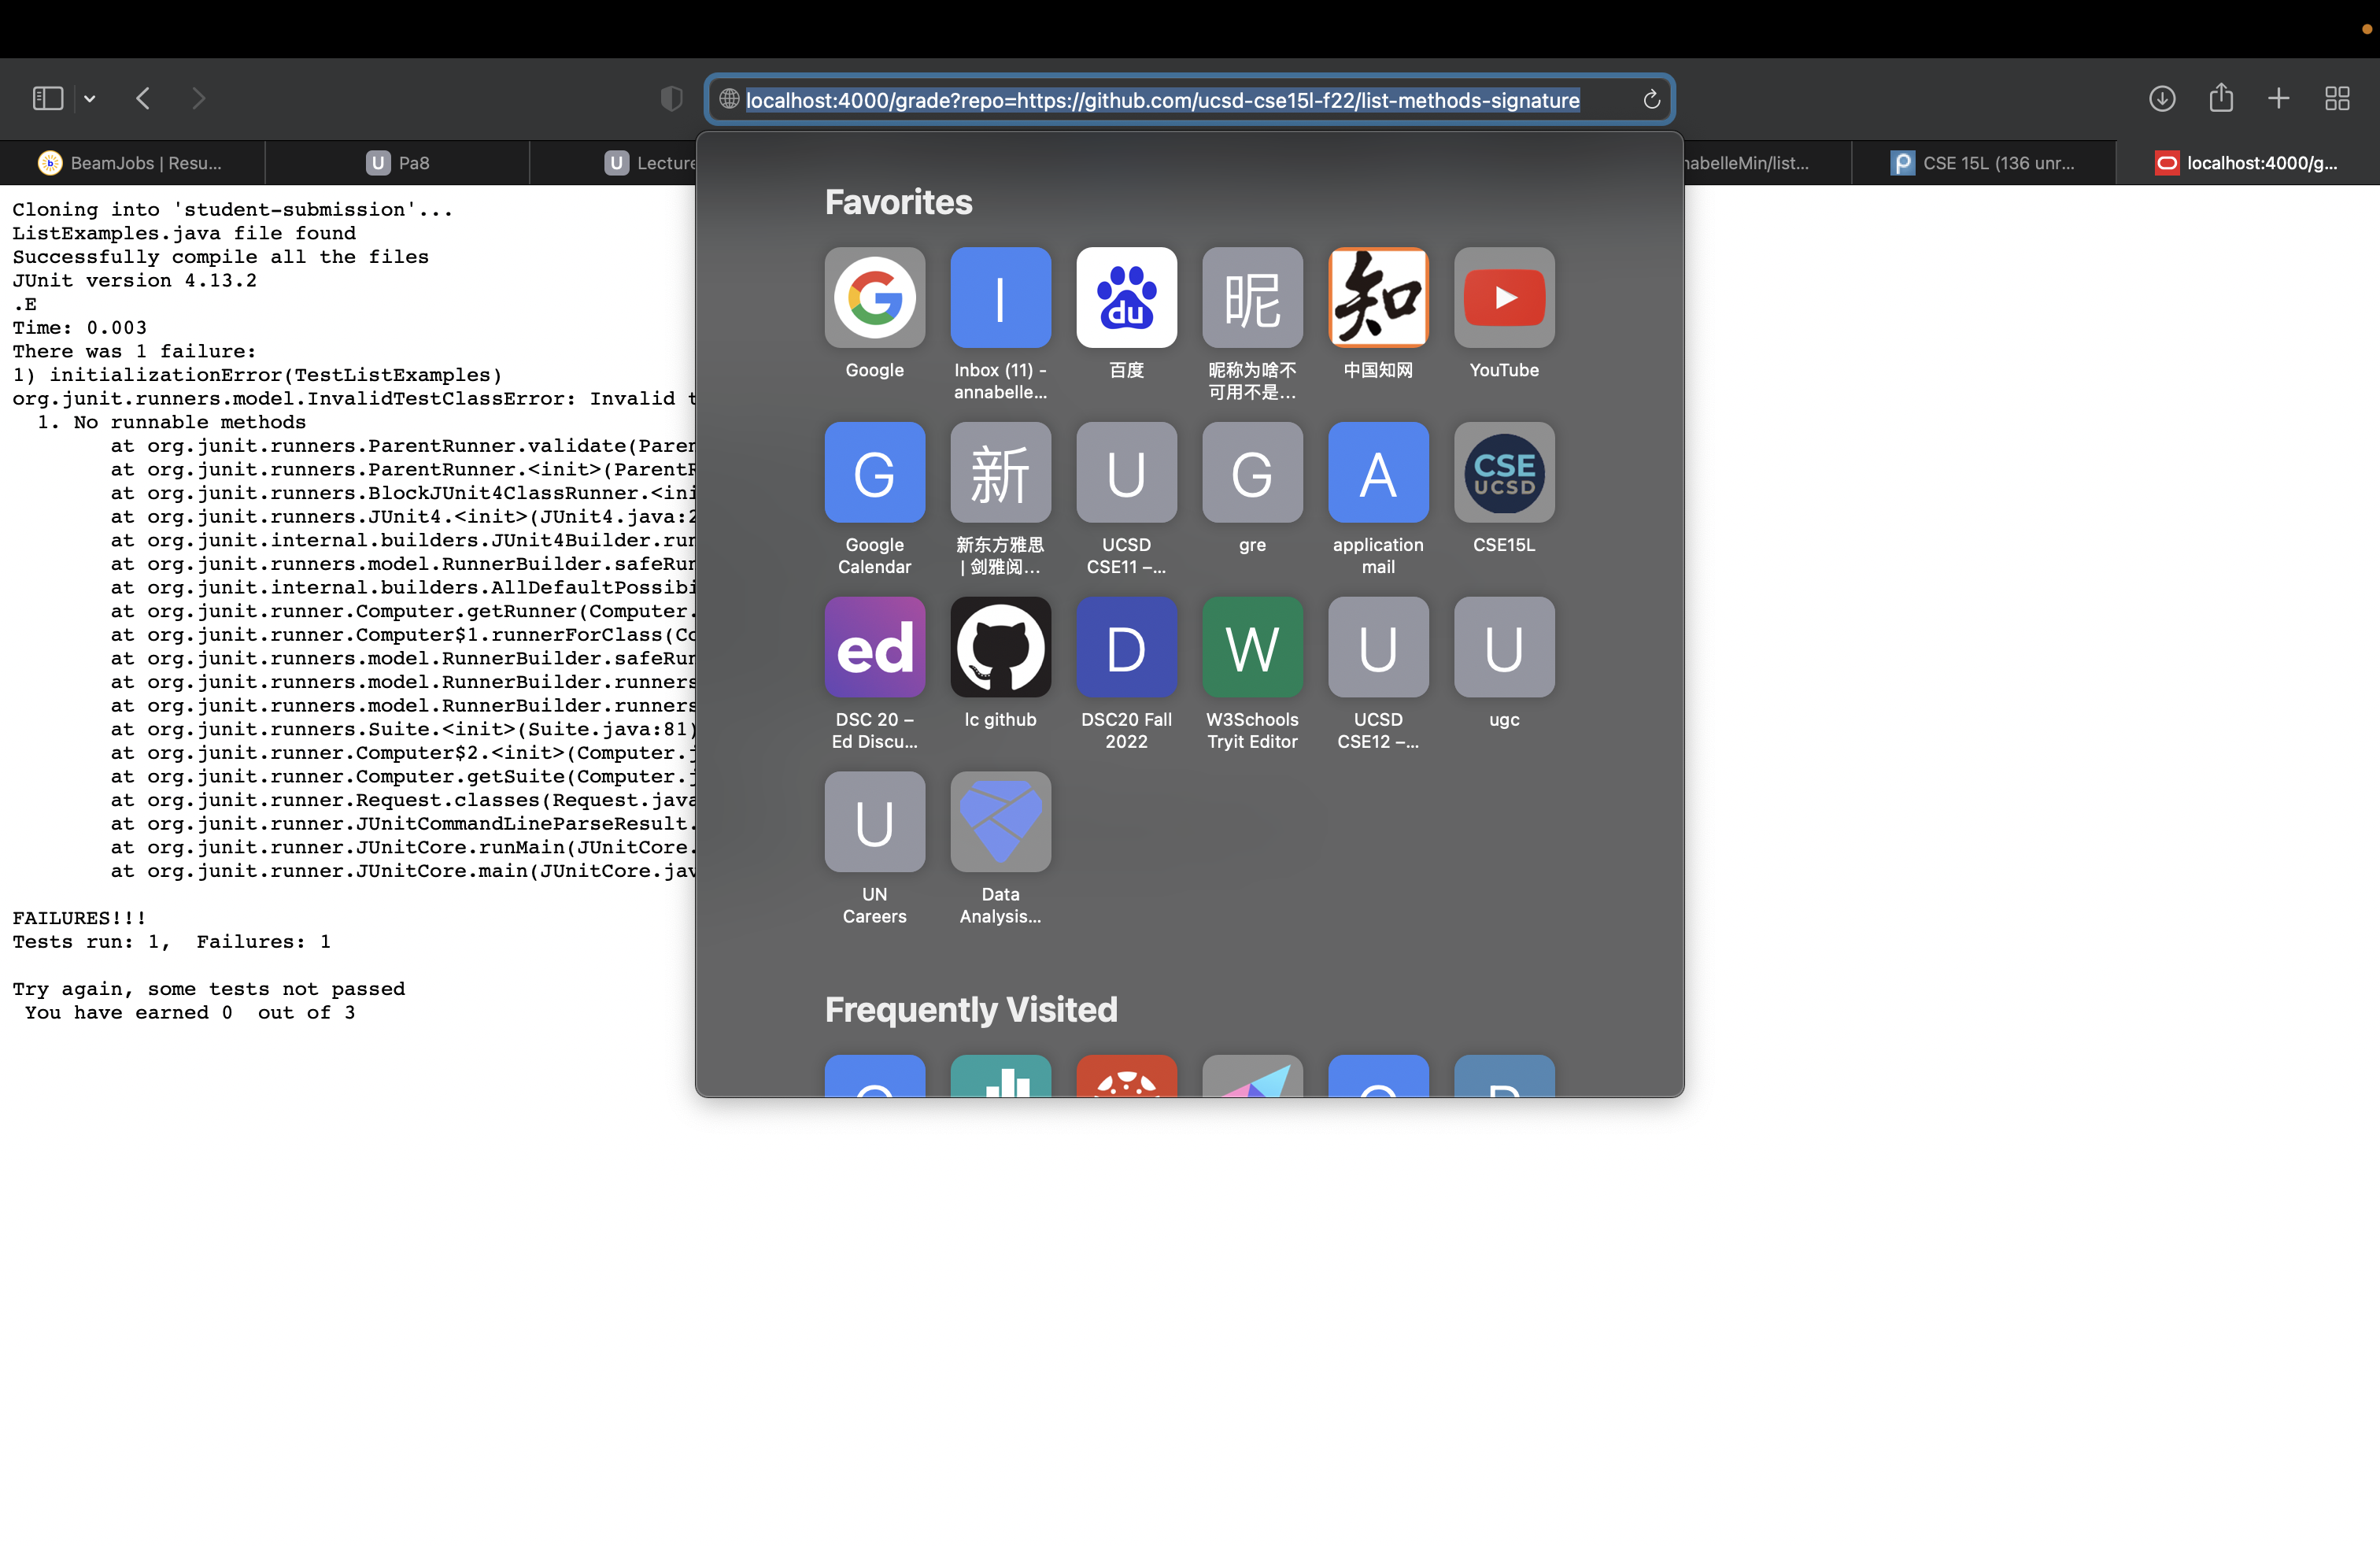 localhost:4000/grade?repo=https://github.com/ucsd-cse15l-f22/list-methods-signature
BeamJobs | Resu...
U Pa8
U Lecture
nabelleMin/list...
CSE 15L (136 unr...
localhost:4000/g...
Cloning into 'student-submission'...
ListExamples.java file found
Successfully compile all the files
JUnit version 4.13.2
.E
Time: 0.003
There was 1 failure:
1) initializationError(TestListExamples)
org.junit.runners.model.InvalidTestClassError: Invalid t
1. No runnable methods
at org.junit.runners.ParentRunner.validate(Paren
at org.junit.runners.ParentRunner.<init>(ParentR
at org.junit.runners.BlockJUnit4ClassRunner.<ini
at org.junit.runners.JUnit4.<init>(JUnit4.java:2
at org.junit.internal.builders.JUnit4Builder.run
at org.junit.runners.model.RunnerBuilder.safeRun
at org.junit.internal.builders.AllDefaultPossibi
at org.junit.runner.Computer.getRunner(Computer.
at org.junit.runner.Computer$1.runnerForClass(Co
at org.junit.runners.model.RunnerBuilder.safeRun
at org.junit.runners.model.RunnerBuilder.runners
at org.junit.runners.model.RunnerBuilder.runners
at org.junit.runners.Suite.<init>(Suite.java:81)
at org.junit.runner.Computer$2.<init>(Computer.j
at org.junit.runner.Computer.getSuite(Computer.j
at org.junit.runner.Request.classes(Request.java
at org.junit.runner.JUnitCommandLineParseResult.
at org.junit.runner.JUnitCore.runMain(JUnitCore.
at org.junit.runner.JUnitCore.main(JUnitCore.jav
FAILURES!!!
Tests run: 1,  Failures: 1
Try again, some tests not passed
You have earned 0  out of 3
Favorites
G I du 昵 知
Google
Inbox (11) -
annabelle...
百度
昵称为啥不
可用不是...
中国知网
YouTube
G 新 U G A CSE
UCSD
Google
Calendar
新东方雅思
| 剑雅阅...
UCSD
CSE11 –...
gre
application
mail
CSE15L
ed D W U U
DSC 20 –
Ed Discu...
lc github
DSC20 Fall
2022
W3Schools
Tryit Editor
UCSD
CSE12 –...
ugc
U
UN
Careers
Data
Analysis...
Frequently Visited